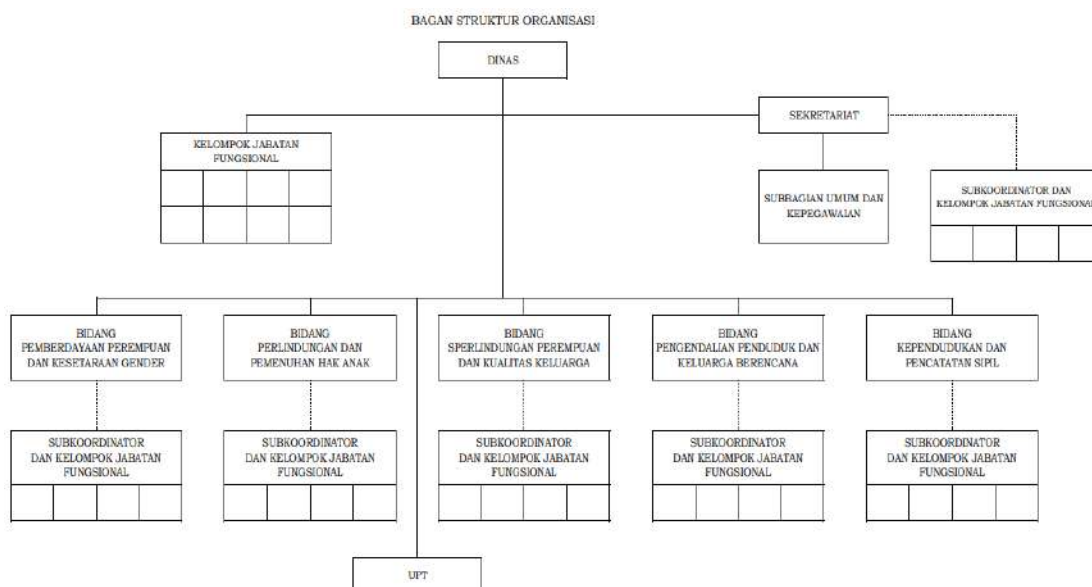 BAGAN STRUKTUR ORGANISASI
DINAS
SEKRETARIAT
KELOMPOK JABATAN
FUNGSIONAL
SUBBAGIAN UMUM DAN
KEPEGAWAIAN
SUBKOORDINATOR DAN
KELOMPOK JABATAN FUNGSIONAL
BIDANG
PEMBERDAYAAN PEREMPUAN
DAN KESETARAAN GENDER
BIDANG
PERLINDUNGAN DAN
PEMENUHAN HAK ANAK
BIDANG
SPERLINDUNGAN PEREMPUAN
DAN KUALITAS KELUARGA
BIDANG
PENGENDALIAN PENDUDUK DAN
KELUARGA BERENCANA
BIDANG
KEPENDUDUKAN DAN
PENCATATAN SIPIL
SUBKOORDINATOR
DAN KELOMPOK JABATAN
FUNGSIONAL
SUBKOORDINATOR
DAN KELOMPOK JABATAN
FUNGSIONAL
SUBKOORDINATOR
DAN KELOMPOK JABATAN
FUNGSIONAL
SUBKOORDINATOR
DAN KELOMPOK JABATAN
FUNGSIONAL
SUBKOORDINATOR
DAN KELOMPOK JABATAN
FUNGSIONAL
UPT